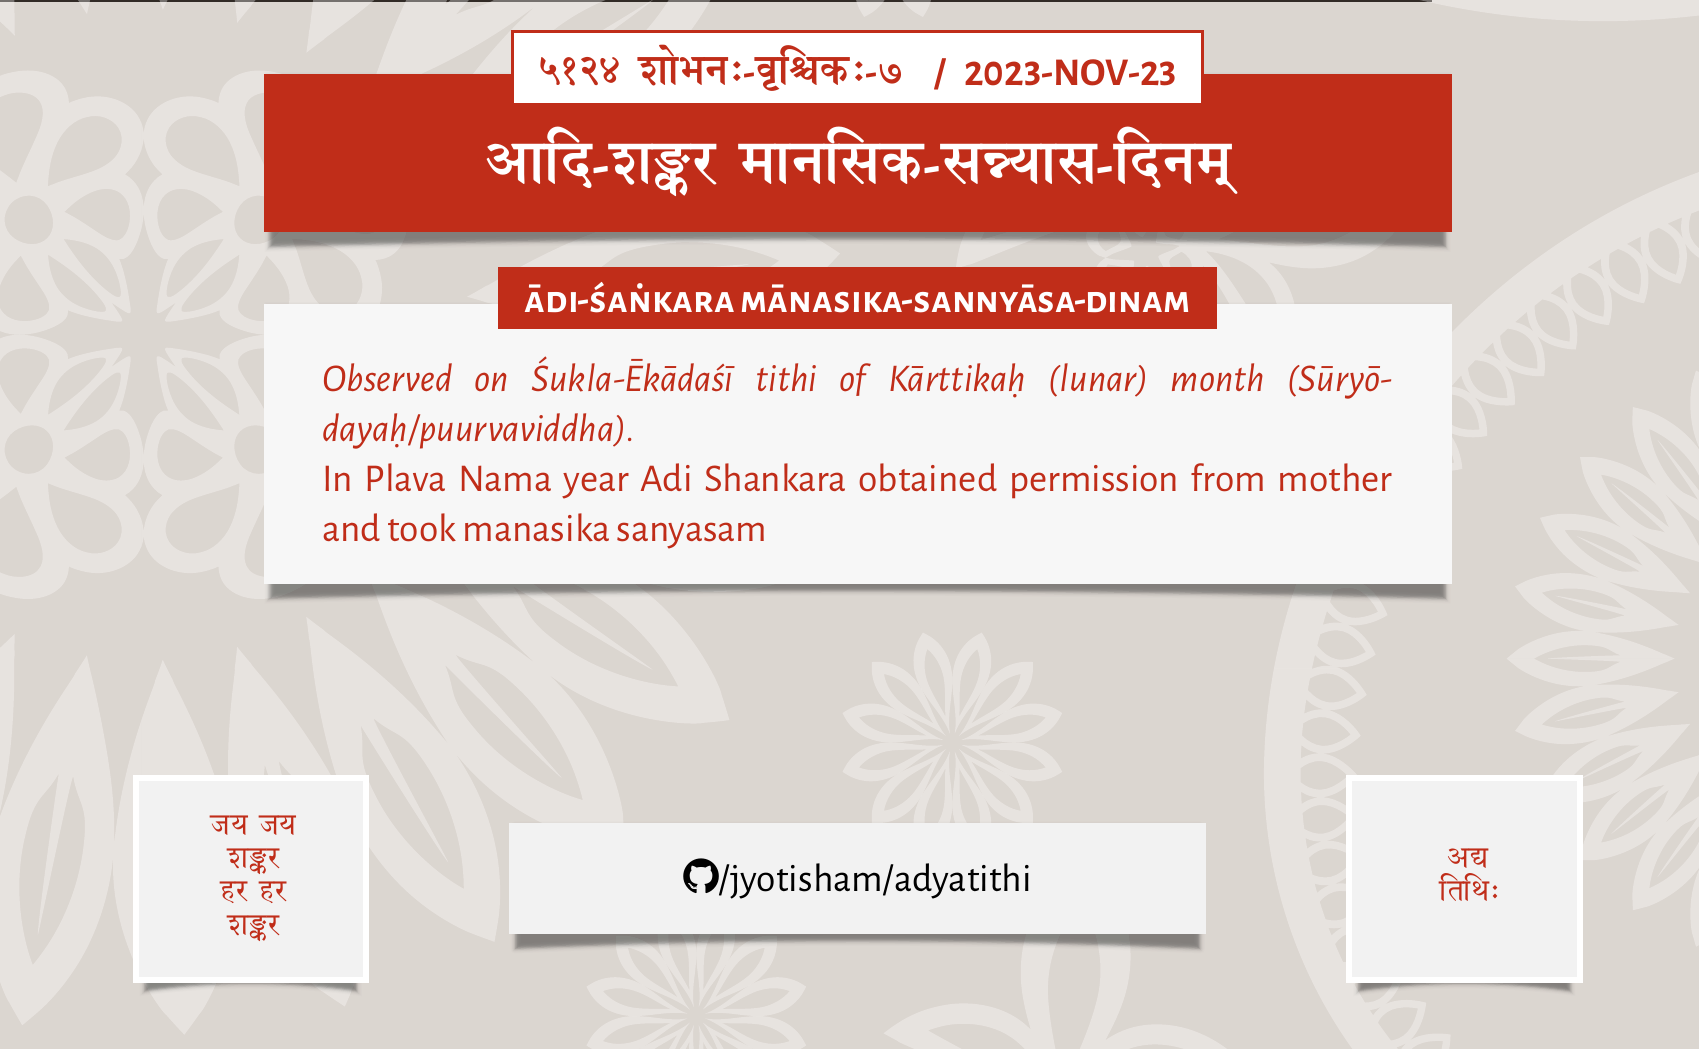 ५१२४ शोभनः-वृश्चिकः-७ / 2023-NOV-23
आदि-शङ्कर मानसिक-सन्न्यास-दिनम्
ĀDI-ŚAṄKARA MĀNASIKA-SANNYĀSA-DINAM
Observed on Śukla-Ēkādaśī tithi of Kārttikaḥ (lunar) month (Sūryō-
dayaḥ/puurvaviddha).
In Plava Nama year Adi Shankara obtained permission from mother
and took manasika sanyasam
जय जय
शङ्कर
हर हर
शङ्कर
/jyotisham/adyatithi
अद्य
तिथिः